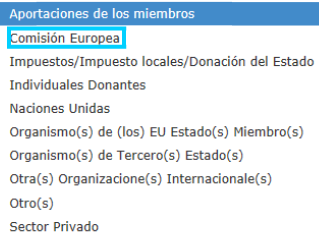 Aportaciones de los miembros
Comisión Europea
Impuestos/Impuesto locales/Donación del Estado
Individuales Donantes
Naciones Unidas
Organismo(s) de (los) EU Estado(s) Miembro(s)
Organismo(s) de Tercero(s) Estado(s)
Otra(s) Organizacione(s) Internacionale(s)
Otro(s)
Sector Privado